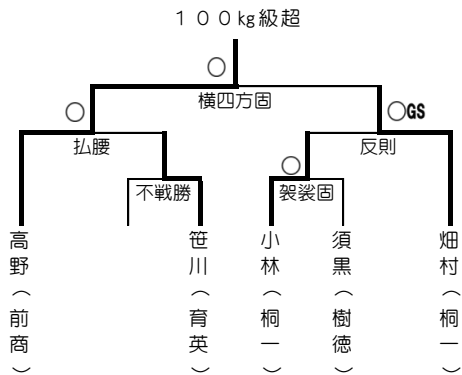 １００㎏級超
○
横四方固
○
○GS
払腰
反則
○
不戦勝
袈裟固
高野（前商）
笹川（育英）
小林（桐一）
須黒（樹徳）
畑村（桐一）